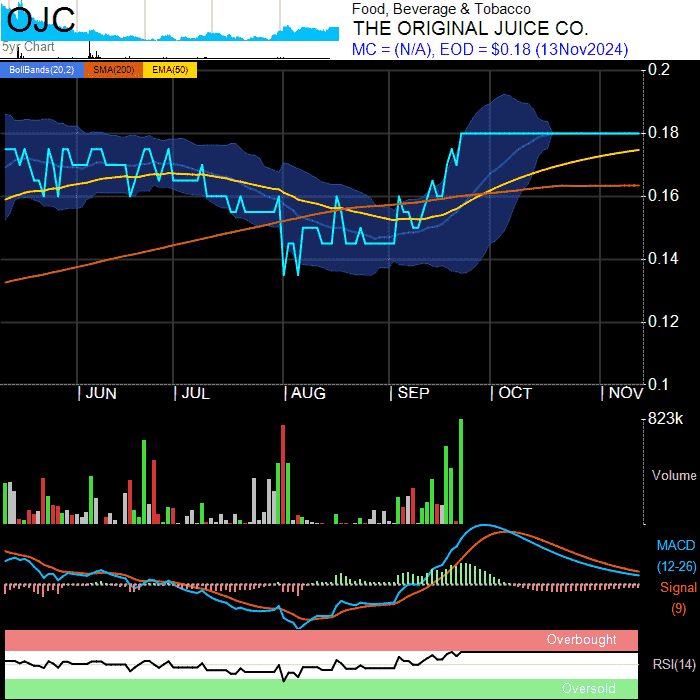 OJC
5yr Chart
Food, Beverage & Tobacco
THE ORIGINAL JUICE CO.
MC = (N/A), EOD = $0.18 (13Nov2024)
BollBands(20,2) SMA(200) EMA(50)
0.2
0.18
0.16
0.14
0.12
0.1
JUN JUL AUG SEP OCT NOV
823k
Volume
MACD
(12-26)
Signal
(9)
Overbought
RSI(14)
Oversold